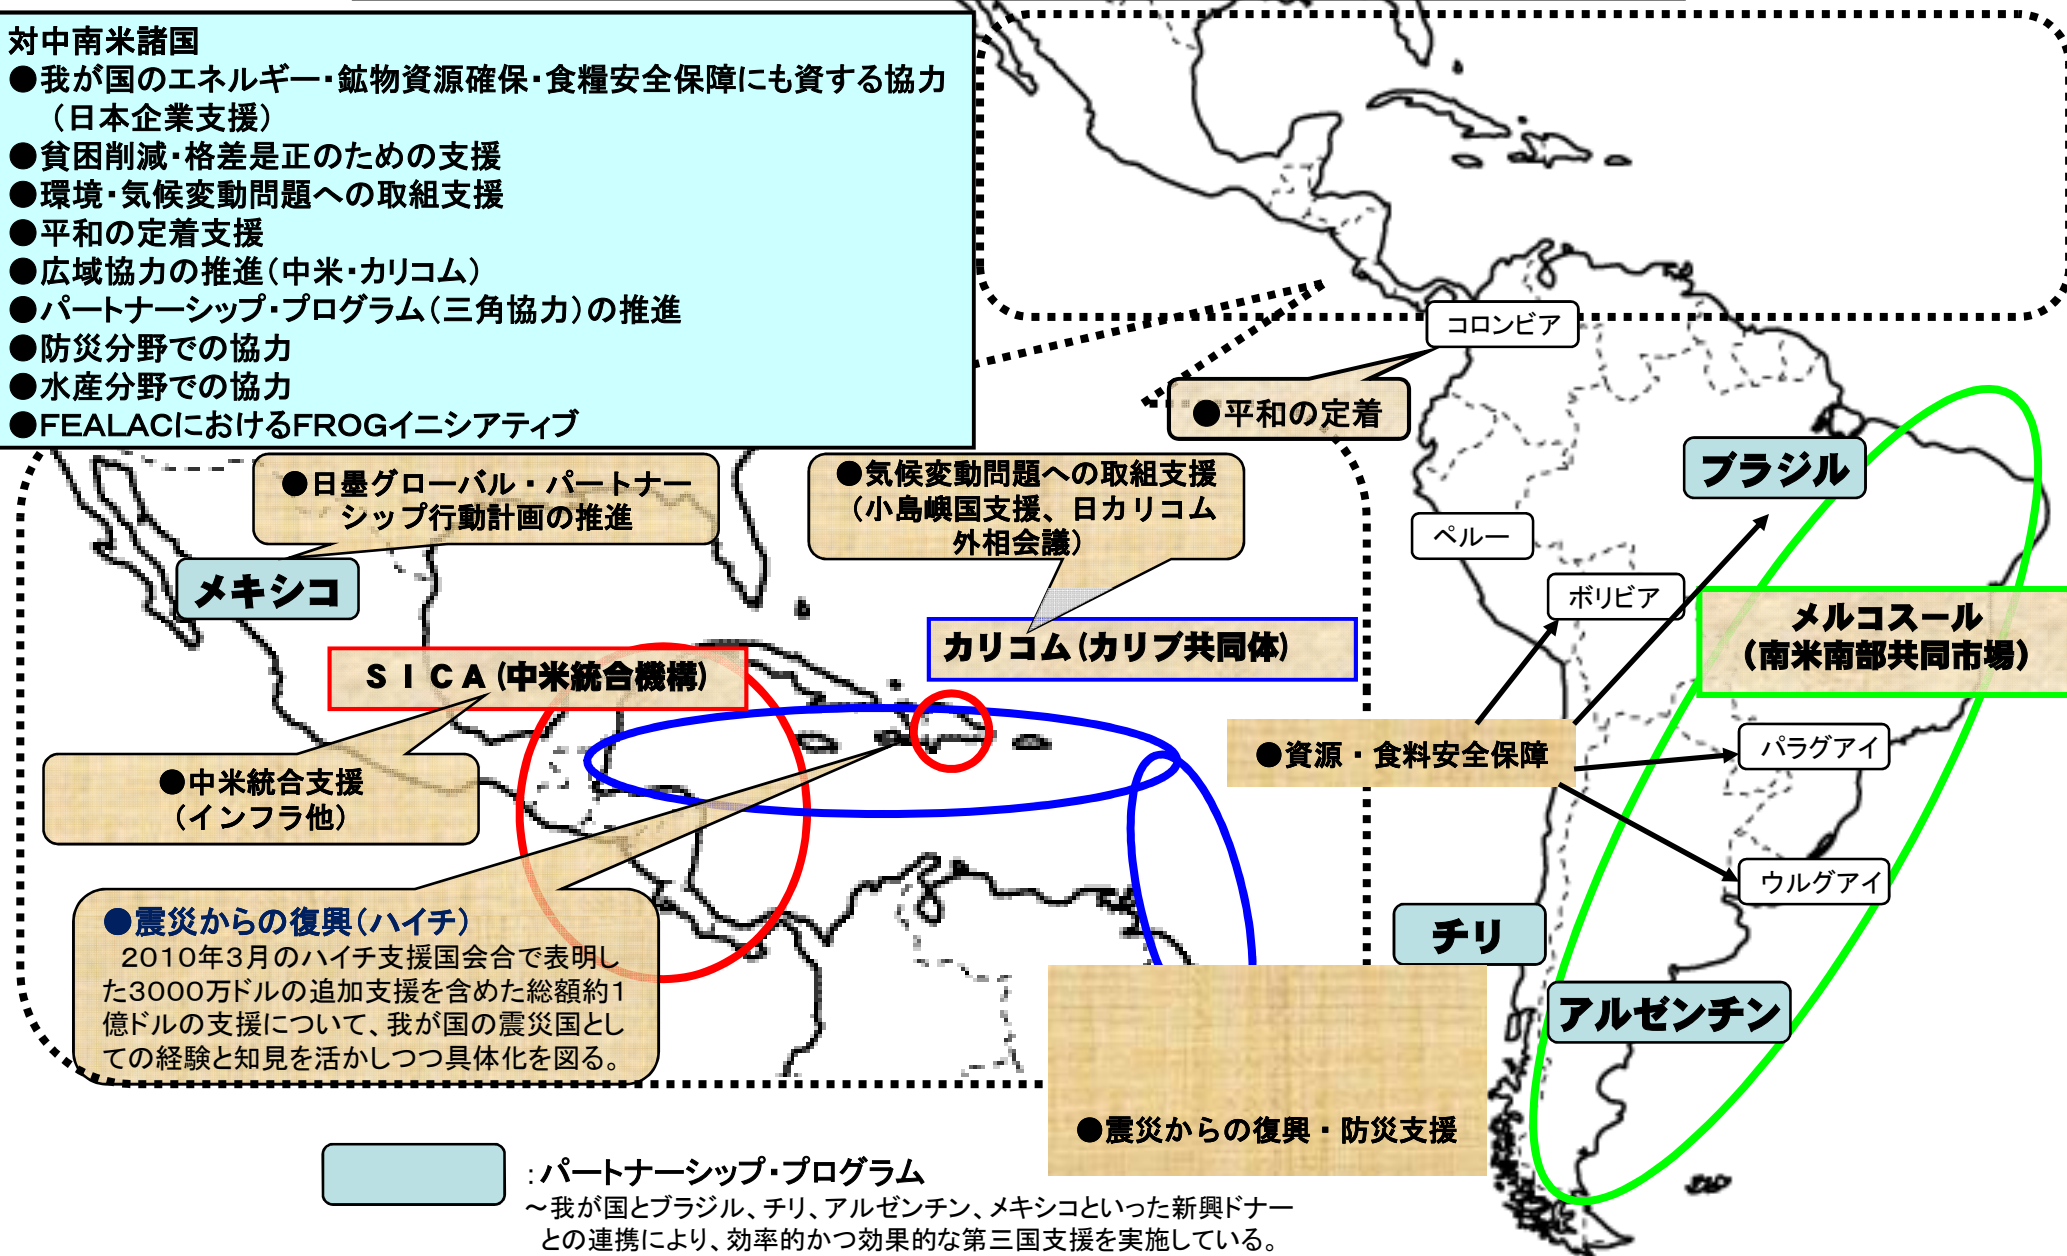 対中南米諸国
●我が国のエネルギー・鉱物資源確保・食糧安全保障にも資する協力
（日本企業支援）
●貧困削減・格差是正のための支援
●環境・気候変動問題への取組支援
●平和の定着支援
●広域協力の推進（中米・カリコム）
●パートナーシップ・プログラム（三角協力）の推進
●防災分野での協力
●水産分野での協力
●FEALACにおけるFROGイニシアティブ
コロンビア
●平和の定着
ブラジル
●日墨グローバル・パートナー
シップ行動計画の推進
●気候変動問題への取組支援
（小島嶼国支援、日カリコム
外相会議）
ペルー
メキシコ
ボリビア
メルコスール
（南米南部共同市場）
カリコム（カリブ共同体）
ＳＩＣＡ（中米統合機構）
●資源・食料安全保障
パラグアイ
●中米統合支援
（インフラ他）
ウルグアイ
●震災からの復興（ハイチ）
２０１０年３月のハイチ支援国会合で表明し
た３０００万ドルの追加支援を含めた総額約１
億ドルの支援について、我が国の震災国とし
ての経験と知見を活かしつつ具体化を図る。
チリ
アルゼンチン
●震災からの復興・防災支援
：パートナーシップ・プログラム
～我が国とブラジル、チリ、アルゼンチン、メキシコといった新興ドナー
との連携により、効率的かつ効果的な第三国支援を実施している。